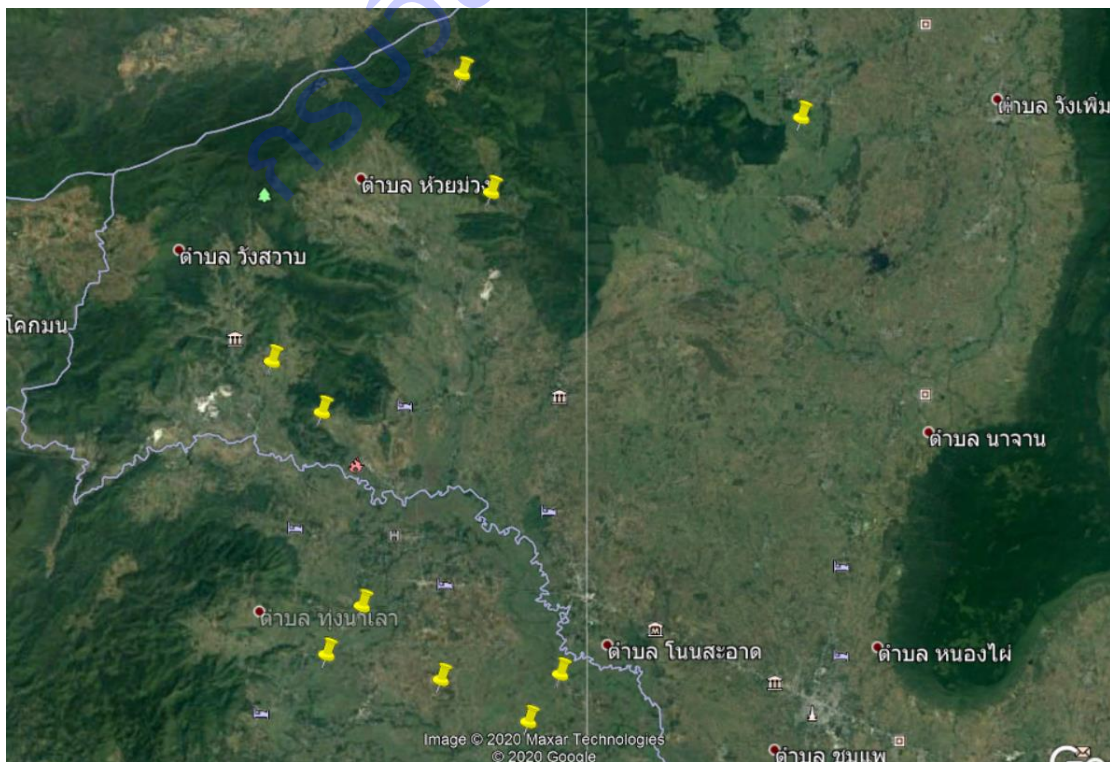 ตำบล วังเพิ่ม
ตำบล ห้วยม่วง
ตำบล วังสวาบ
โคกมน
ตำบล นาจาน
ตำบล ทุ่งนาเลา
ตำบล โนนสะอาด
ตำบล หนองไผ่
ตำบล ชุมแพ
Image © 2020 Maxar Technologies
© 2020 Google